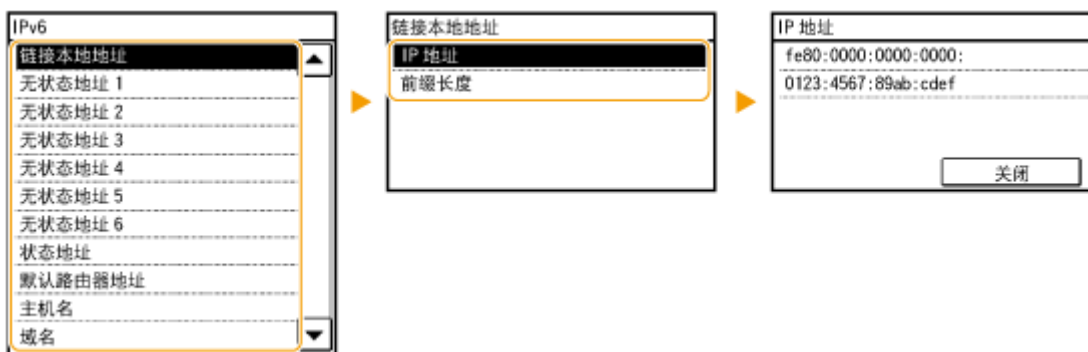 IPv6
链接本地地址
无状态地址 1
无状态地址 2
无状态地址 3
无状态地址 4
无状态地址 5
无状态地址 6
状态地址
默认路由器地址
主机名
域名
链接本地地址
IP 地址
前缀长度
IP 地址
fe80:0000:0000:0000:
0123:4567:89ab:cdef
关闭